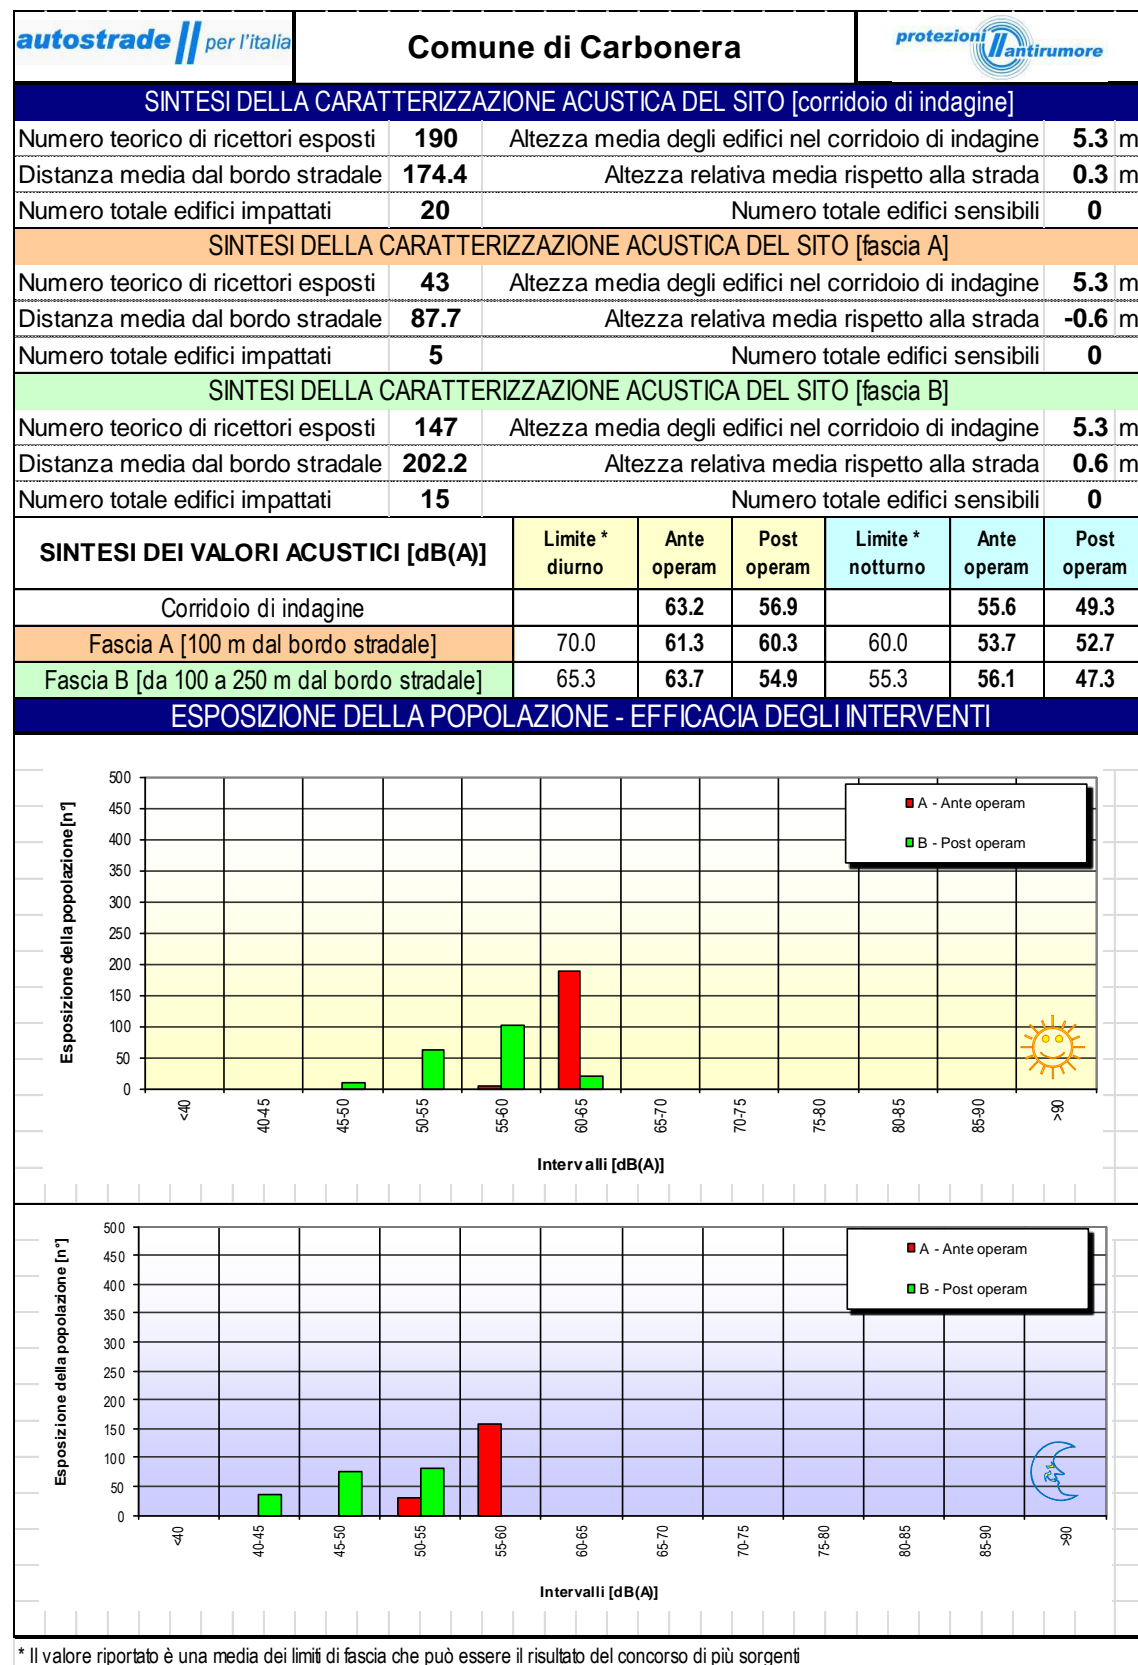 autostrade per l'italia
Comune di Carbonera
protezioni antirumore
SINTESI DELLA CARATTERIZZAZIONE ACUSTICA DEL SITO [corridoio di indagine]
Numero teorico di ricettori esposti 190 Altezza media degli edifici nel corridoio di indagine 5.3 m
Distanza media dal bordo stradale 174.4 Altezza relativa media rispetto alla strada 0.3 m
Numero totale edifici impattati 20 Numero totale edifici sensibili 0
SINTESI DELLA CARATTERIZZAZIONE ACUSTICA DEL SITO [fascia A]
Numero teorico di ricettori esposti 43 Altezza media degli edifici nel corridoio di indagine 5.3 m
Distanza media dal bordo stradale 87.7 Altezza relativa media rispetto alla strada -0.6 m
Numero totale edifici impattati 5 Numero totale edifici sensibili 0
SINTESI DELLA CARATTERIZZAZIONE ACUSTICA DEL SITO [fascia B]
Numero teorico di ricettori esposti 147 Altezza media degli edifici nel corridoio di indagine 5.3 m
Distanza media dal bordo stradale 202.2 Altezza relativa media rispetto alla strada 0.6 m
Numero totale edifici impattati 15 Numero totale edifici sensibili 0
SINTESI DEI VALORI ACUSTICI [dB(A)] Limite * diurno Ante operam Post operam Limite * notturno Ante operam Post operam
Corridoio di indagine 63.2 56.9 55.6 49.3
Fascia A [100 m dal bordo stradale] 70.0 61.3 60.3 60.0 53.7 52.7
Fascia B [da 100 a 250 m dal bordo stradale] 65.3 63.7 54.9 55.3 56.1 47.3
ESPOSIZIONE DELLA POPOLAZIONE - EFFICACIA DEGLI INTERVENTI
Esposizione della popolazione [n°]
500
450
400
350
300
250
200
150
100
50
0
A - Ante operam
B - Post operam
<40 40-45 45-50 50-55 55-60 60-65 65-70 70-75 75-80 80-85 85-90 >90
Intervalli [dB(A)]
Esposizione della popolazione [n°]
500
450
400
350
300
250
200
150
100
50
0
A - Ante operam
B - Post operam
<40 40-45 45-50 50-55 55-60 60-65 65-70 70-75 75-80 80-85 85-90 >90
Intervalli [dB(A)]
* Il valore riportato è una media dei limiti di fascia che può essere il risultato del concorso di più sorgenti